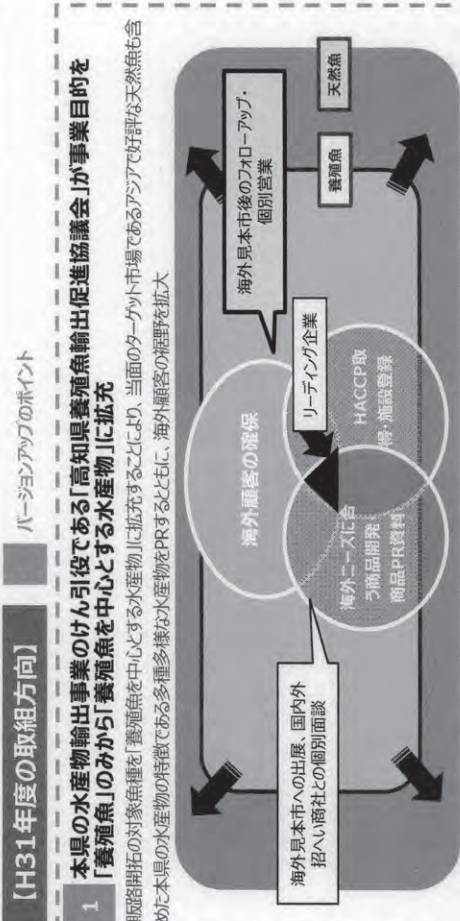 【H31年度の取組方向】
バージョンアップのポイント
1
本県の水産物輸出事業のけん引役である「高知県養殖魚輸出促進協議会」が事業目的を
「養殖魚」のみから「養殖魚を中心とする水産物」に拡充
販路開拓の対象魚種を「養殖魚を中心とする水産物」に拡充することにより、当面のターゲット市場であるアジアで好評な天然魚も含
めた本県の水産物の特徴である多種多様な水産物をPRするとともに、海外顧客の裾野を拡大
海外見本市への出展、国内外
招へい商社との個別面談
海外顧客の確保
海外ニーズに合
う商品開発
商品PR資料
HACCP取
得・施設登録
リーディング企業
海外見本市後のフォローアップ・
個別営業
養殖魚
天然魚